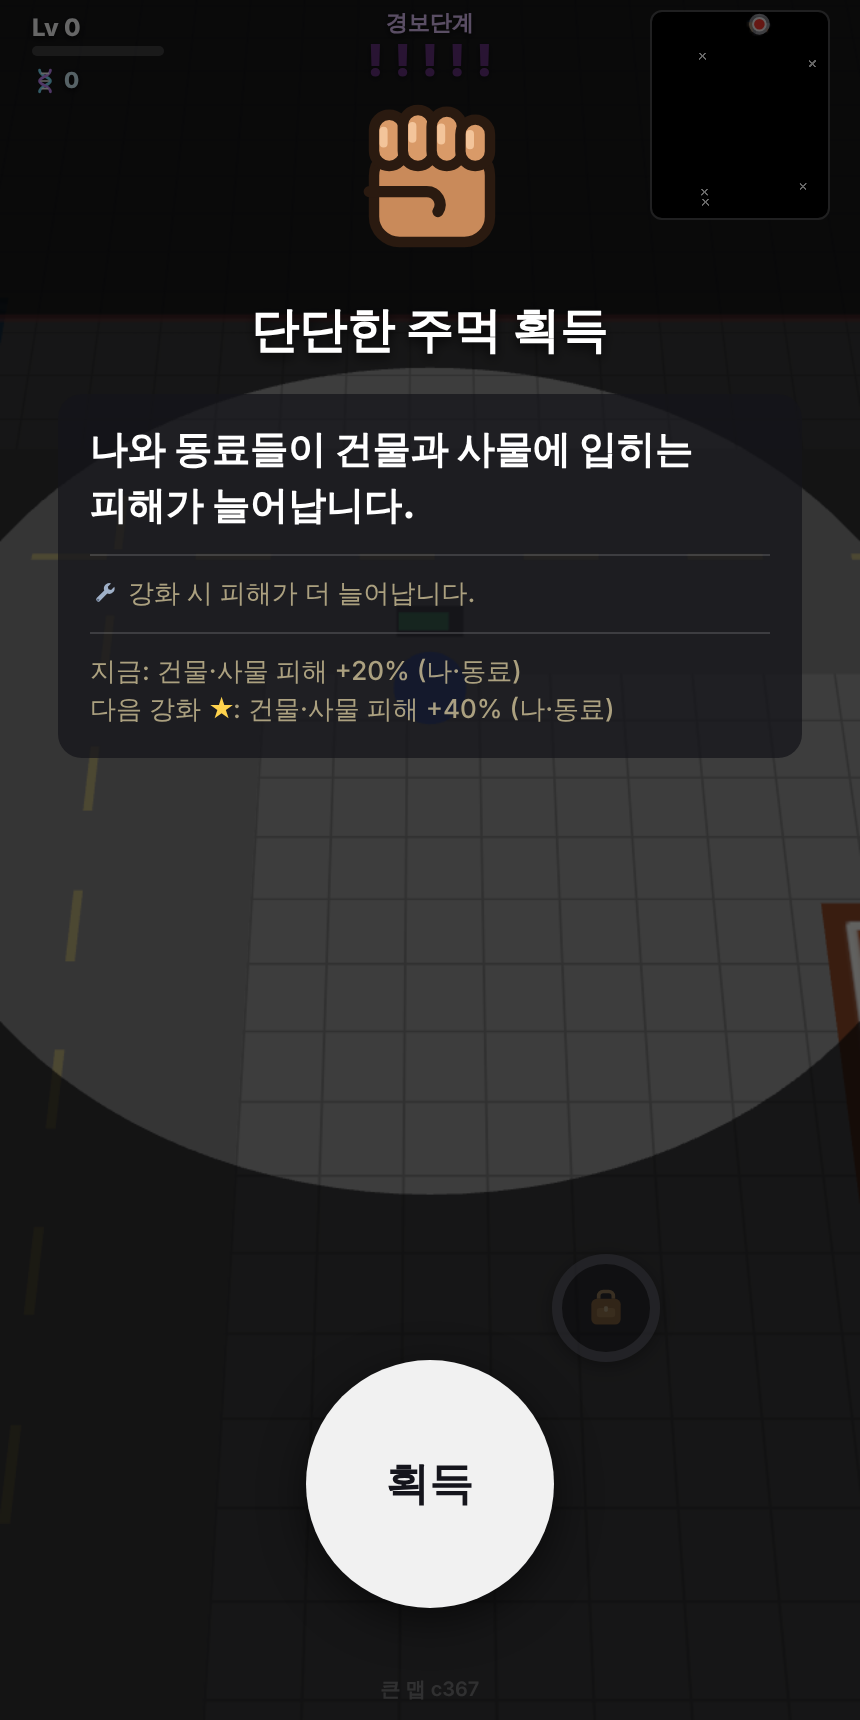 Lv 0
0
경보단계
!!!!!
단단한 주먹 획득
나와 동료들이 건물과 사물에 입히는
피해가 늘어납니다.
강화 시 피해가 더 늘어납니다.
지금: 건물·사물 피해 +20% (나·동료)
다음 강화 ★: 건물·사물 피해 +40% (나·동료)
획득
큰 맵 c367